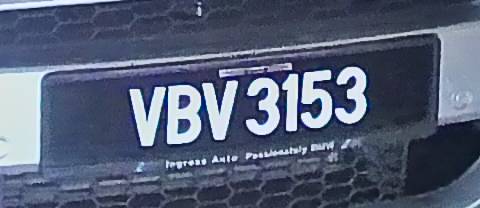 VBV 3153
Ingress Auto Passionately BMW